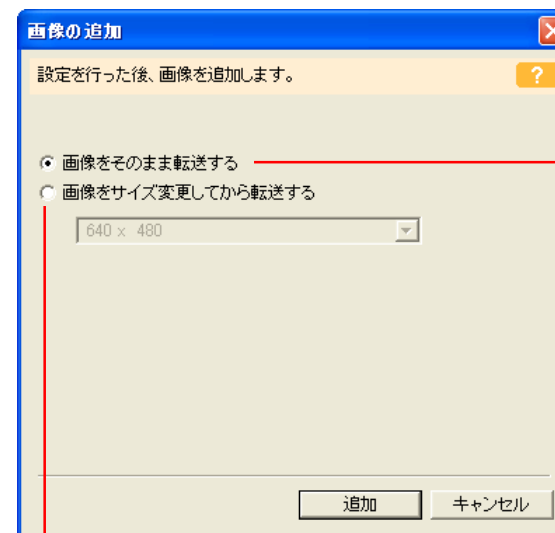 画像の追加
設定を行った後、画像を追加します。
?
画像をそのまま転送する
画像をサイズ変更してから転送する
640 x 480
追加 キャンセル